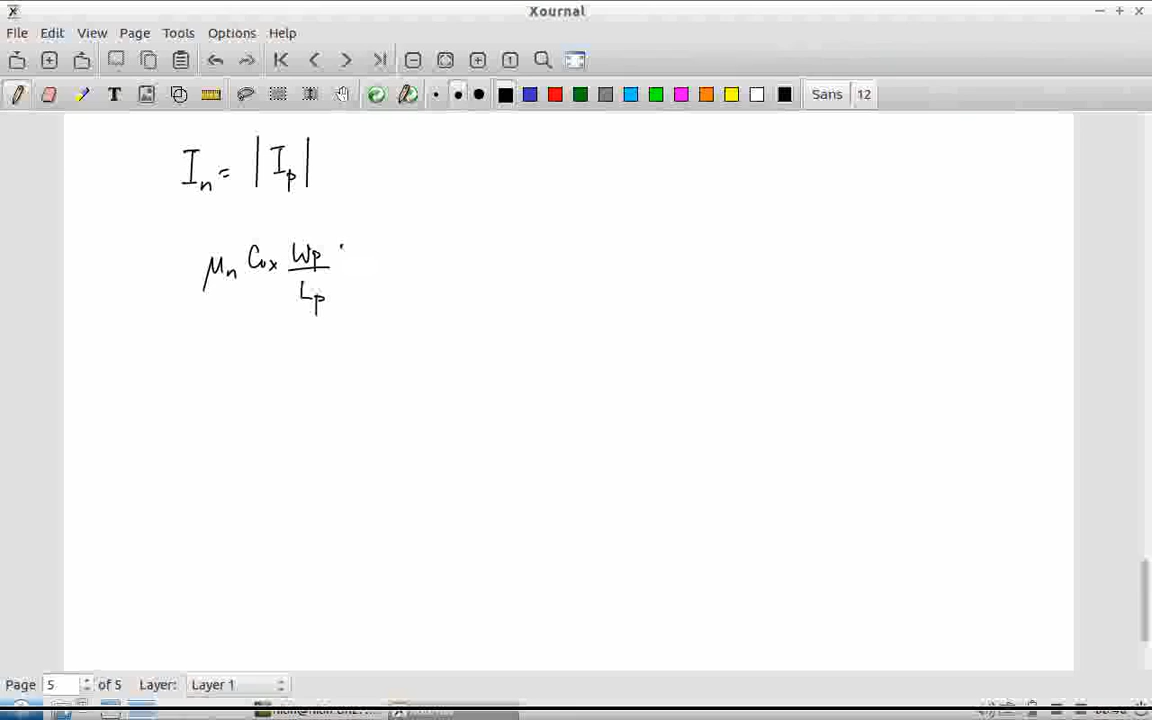 Xournal
File Edit View Page Tools Options Help
Sans 12
I_n = |I_p|
μ_n C_ox W_p / L_p
Page 5 of 5 Layer: Layer 1